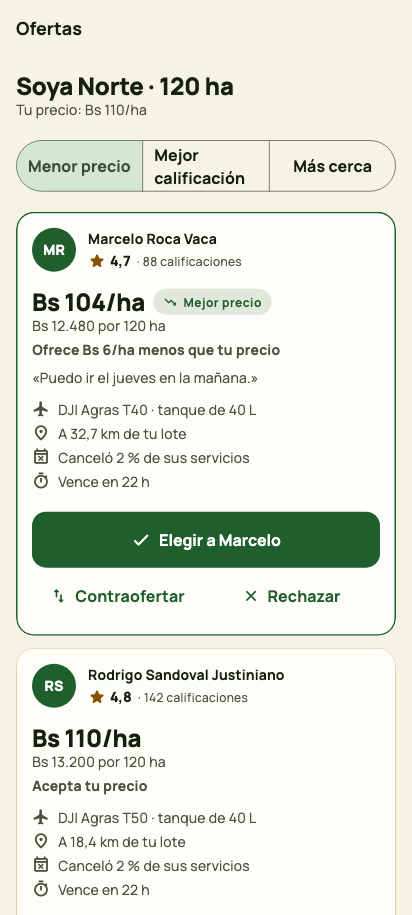 Ofertas
Soya Norte · 120 ha
Tu precio: Bs 110/ha
Menor precio
Mejor calificación
Más cerca
MR
Marcelo Roca Vaca
4,7 · 88 calificaciones
Bs 104/ha
Mejor precio
Bs 12.480 por 120 ha
Ofrece Bs 6/ha menos que tu precio
«Puedo ir el jueves en la mañana.»
DJI Agras T40 · tanque de 40 L
A 32,7 km de tu lote
Canceló 2 % de sus servicios
Vence en 22 h
Elegir a Marcelo
Contraofertar
Rechazar
RS
Rodrigo Sandoval Justiniano
4,8 · 142 calificaciones
Bs 110/ha
Bs 13.200 por 120 ha
Acepta tu precio
DJI Agras T50 · tanque de 40 L
A 18,4 km de tu lote
Canceló 2 % de sus servicios
Vence en 22 h